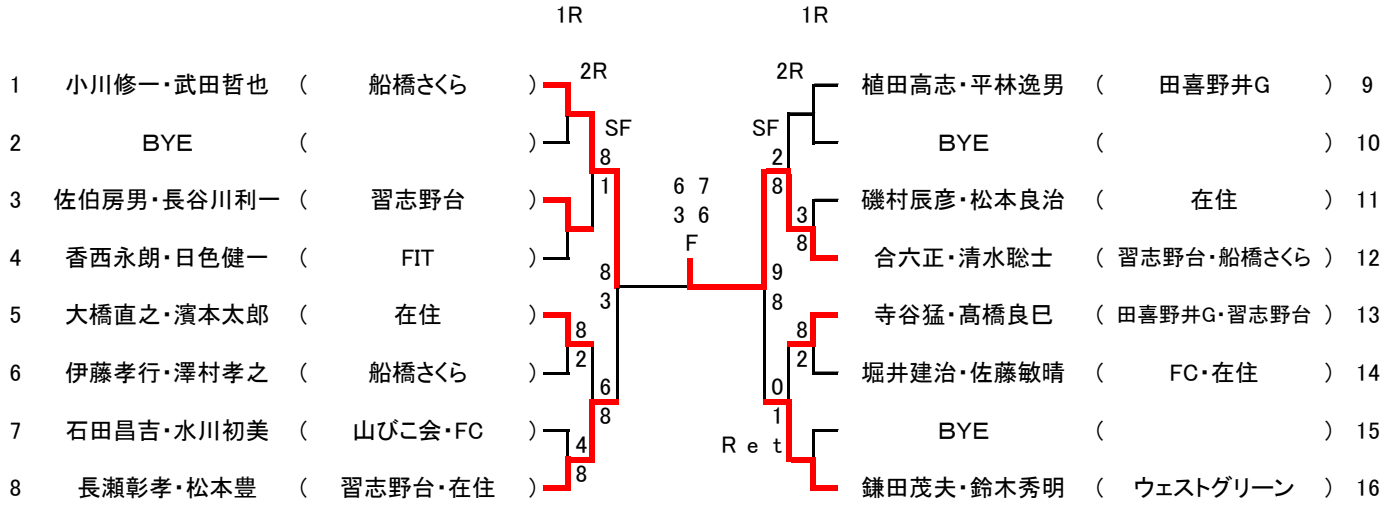 1R 1R
2R 2R
1 小川修一・武田哲也 ( 船橋さくら ) 植田高志・平林逸男 ( 田喜野井G ) 9
SF SF
2 BYE ( ) BYE ( ) 10
8 2
1 6 7 8
3 佐伯房男・長谷川利一 ( 習志野台 ) 磯村辰彦・松本良治 ( 在住 ) 11
3 6 3
F 8
4 香西永朗・日色健一 ( FIT ) 合六正・清水聡士 ( 習志野台・船橋さくら ) 12
8 9
3 8
5 大橋直之・濱本太郎 ( 在住 ) 寺谷猛・髙橋良巳 ( 田喜野井G・習志野台 ) 13
8 8
2 2
6 伊藤孝行・澤村孝之 ( 船橋さくら ) 堀井建治・佐藤敏晴 ( FC・在住 ) 14
6 0
8 1
7 石田昌吉・水川初美 ( 山びこ会・FC ) BYE ( ) 15
4 Ret
8
8 長瀬彰孝・松本豊 ( 習志野台・在住 ) 鎌田茂夫・鈴木秀明 ( ウェストグリーン ) 16